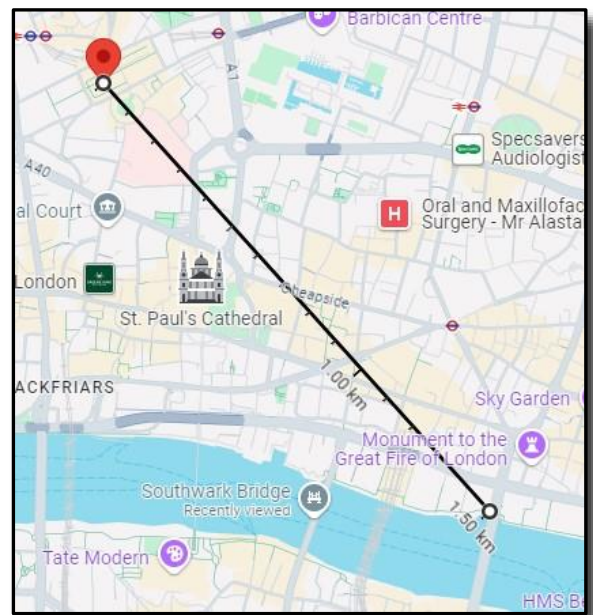 Barbican Centre
A1
Specsavers
Audiologist
A40
al Court
H
Oral and Maxillofac
Surgery - Mr Alasta
London
Cheapside
St. Paul's Cathedral
1.00 km
ACKFRIARS
Sky Garden
Monument to the
Great Fire of London
Southwark Bridge
Recently viewed
1.50 km
Tate Modern
HMS Be